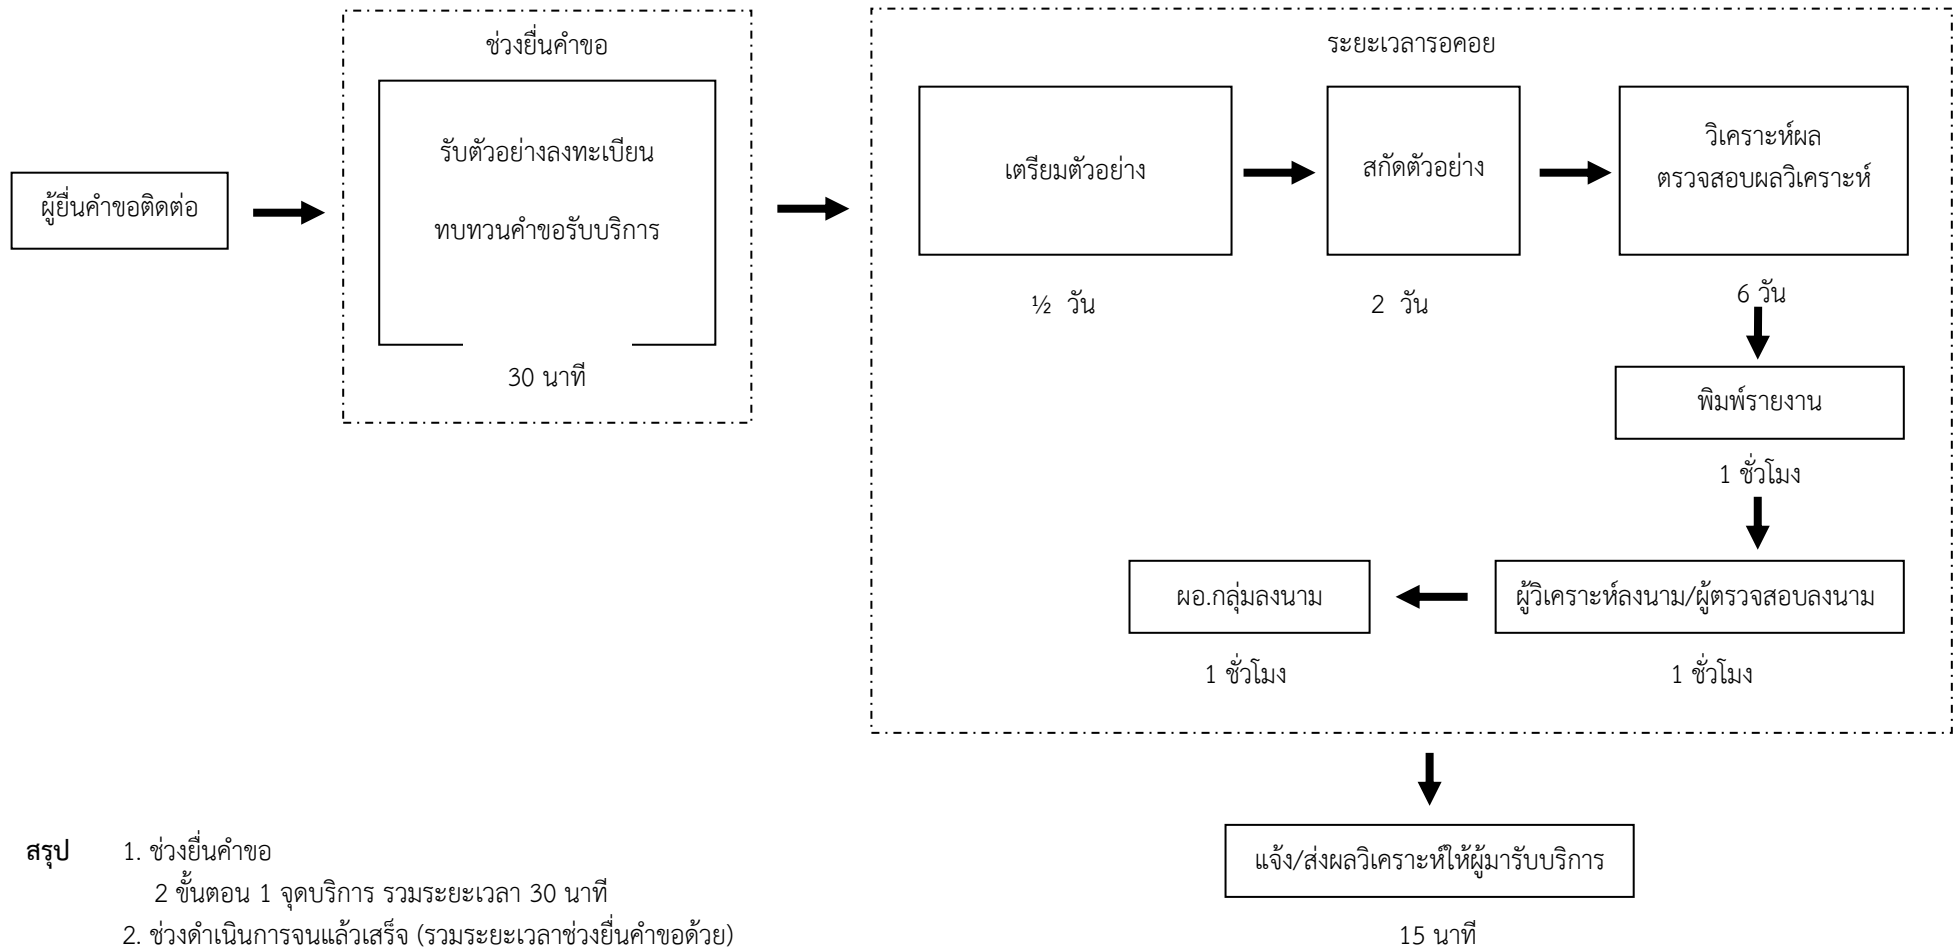 ผู้ยื่นคำขอติดต่อ
ช่วงยื่นคำขอ
รับตัวอย่างลงทะเบียน
ทบทวนคำขอรับบริการ
30 นาที
ระยะเวลารอคอย
เตรียมตัวอย่าง
½ วัน
สกัดตัวอย่าง
2 วัน
วิเคราะห์ผล
ตรวจสอบผลวิเคราะห์
6 วัน
พิมพ์รายงาน
1 ชั่วโมง
ผู้วิเคราะห์ลงนาม/ผู้ตรวจสอบลงนาม
1 ชั่วโมง
ผอ.กลุ่มลงนาม
1 ชั่วโมง
แจ้ง/ส่งผลวิเคราะห์ให้ผู้มารับบริการ
15 นาที
สรุป 1. ช่วงยื่นคำขอ
2 ขั้นตอน 1 จุดบริการ รวมระยะเวลา 30 นาที
2. ช่วงดำเนินการจนแล้วเสร็จ (รวมระยะเวลาช่วงยื่นคำขอด้วย)